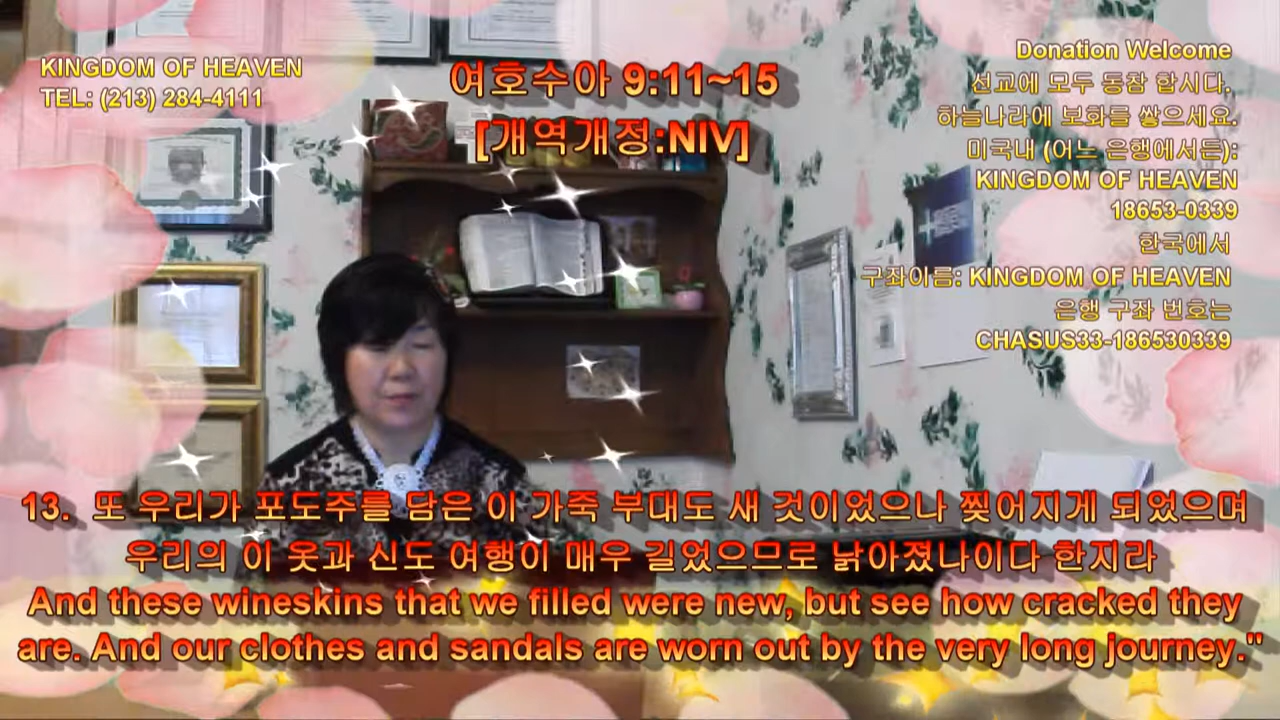 KINGDOM OF HEAVEN
TEL: (213) 284-4111
여호수아 9:11~15
[개역개정:NIV]
Donation Welcome
선교에 모두 동참 합시다.
하늘나라에 보화를 쌓으세요.
미국내 (어느 은행에서든):
KINGDOM OF HEAVEN
18653-0339
한국에서
구좌이름: KINGDOM OF HEAVEN
은행 구좌 번호는
CHASUS33-186530339
13. 또 우리가 포도주를 담은 이 가죽 부대도 새 것이었으나 찢어지게 되었으며
우리의 이 옷과 신도 여행이 매우 길었으므로 낡아졌나이다 한지라
And these wineskins that we filled were new, but see how cracked they
are. And our clothes and sandals are worn out by the very long journey."